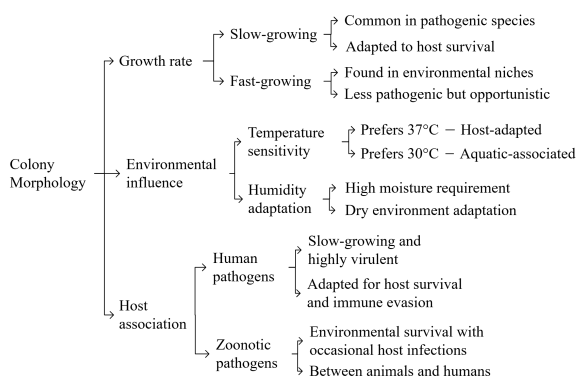 Colony
Morphology
Growth rate
Slow-growing
Common in pathogenic species
Adapted to host survival
Fast-growing
Found in environmental niches
Less pathogenic but opportunistic
Environmental
influence
Temperature
sensitivity
Prefers 37°C – Host-adapted
Prefers 30°C – Aquatic-associated
Humidity
adaptation
High moisture requirement
Dry environment adaptation
Host
association
Human
pathogens
Slow-growing and
highly virulent
Adapted for host survival
and immune evasion
Zoonotic
pathogens
Environmental survival with
occasional host infections
Between animals and humans